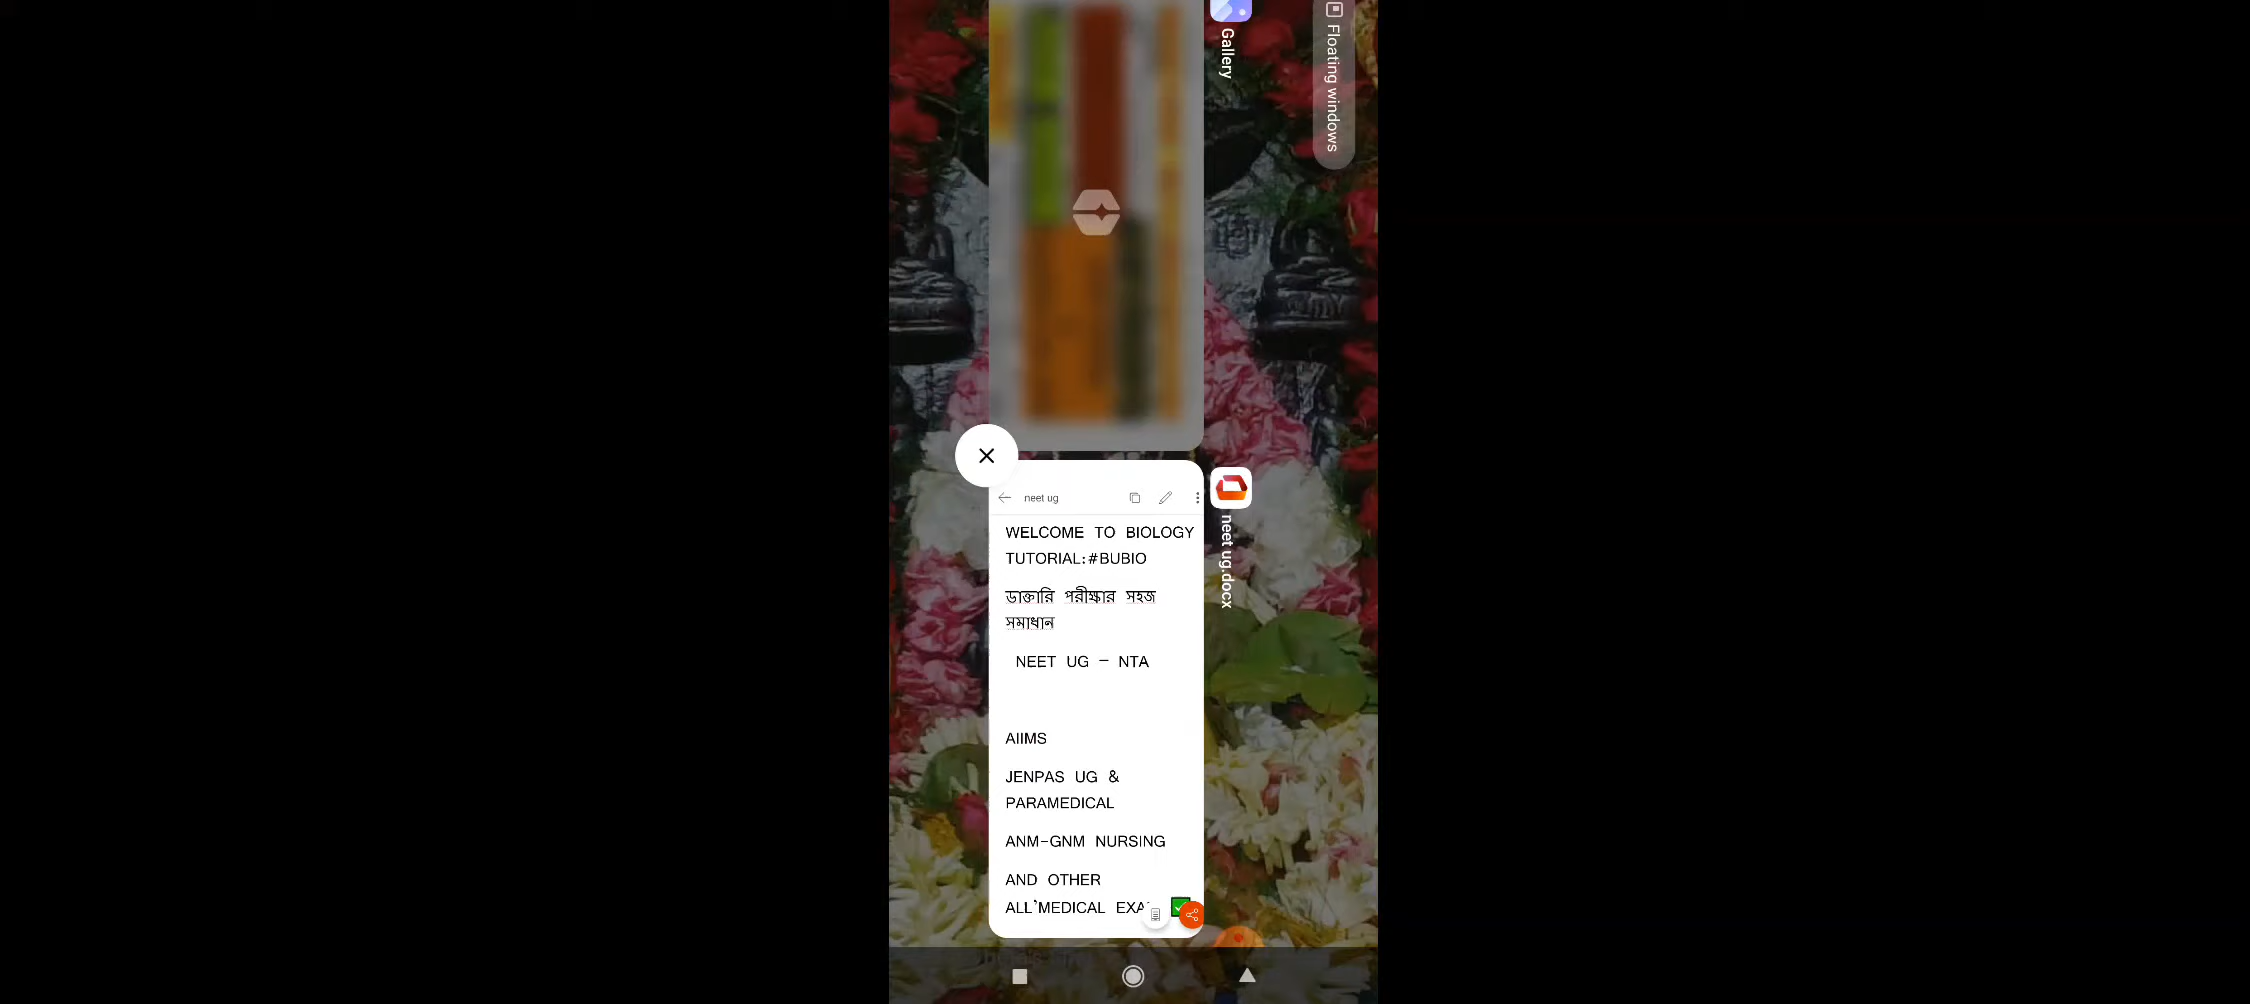 Gallery
Floating windows
neet ug
neet ug.docx
WELCOME TO BIOLOGY
TUTORIAL:#BUBIO
ডাক্তারি পরীক্ষার সহজ
সমাধান
NEET UG - NTA
AIIMS
JENPAS UG &
PARAMEDICAL
ANM-GNM NURSING
AND OTHER
ALL'MEDICAL